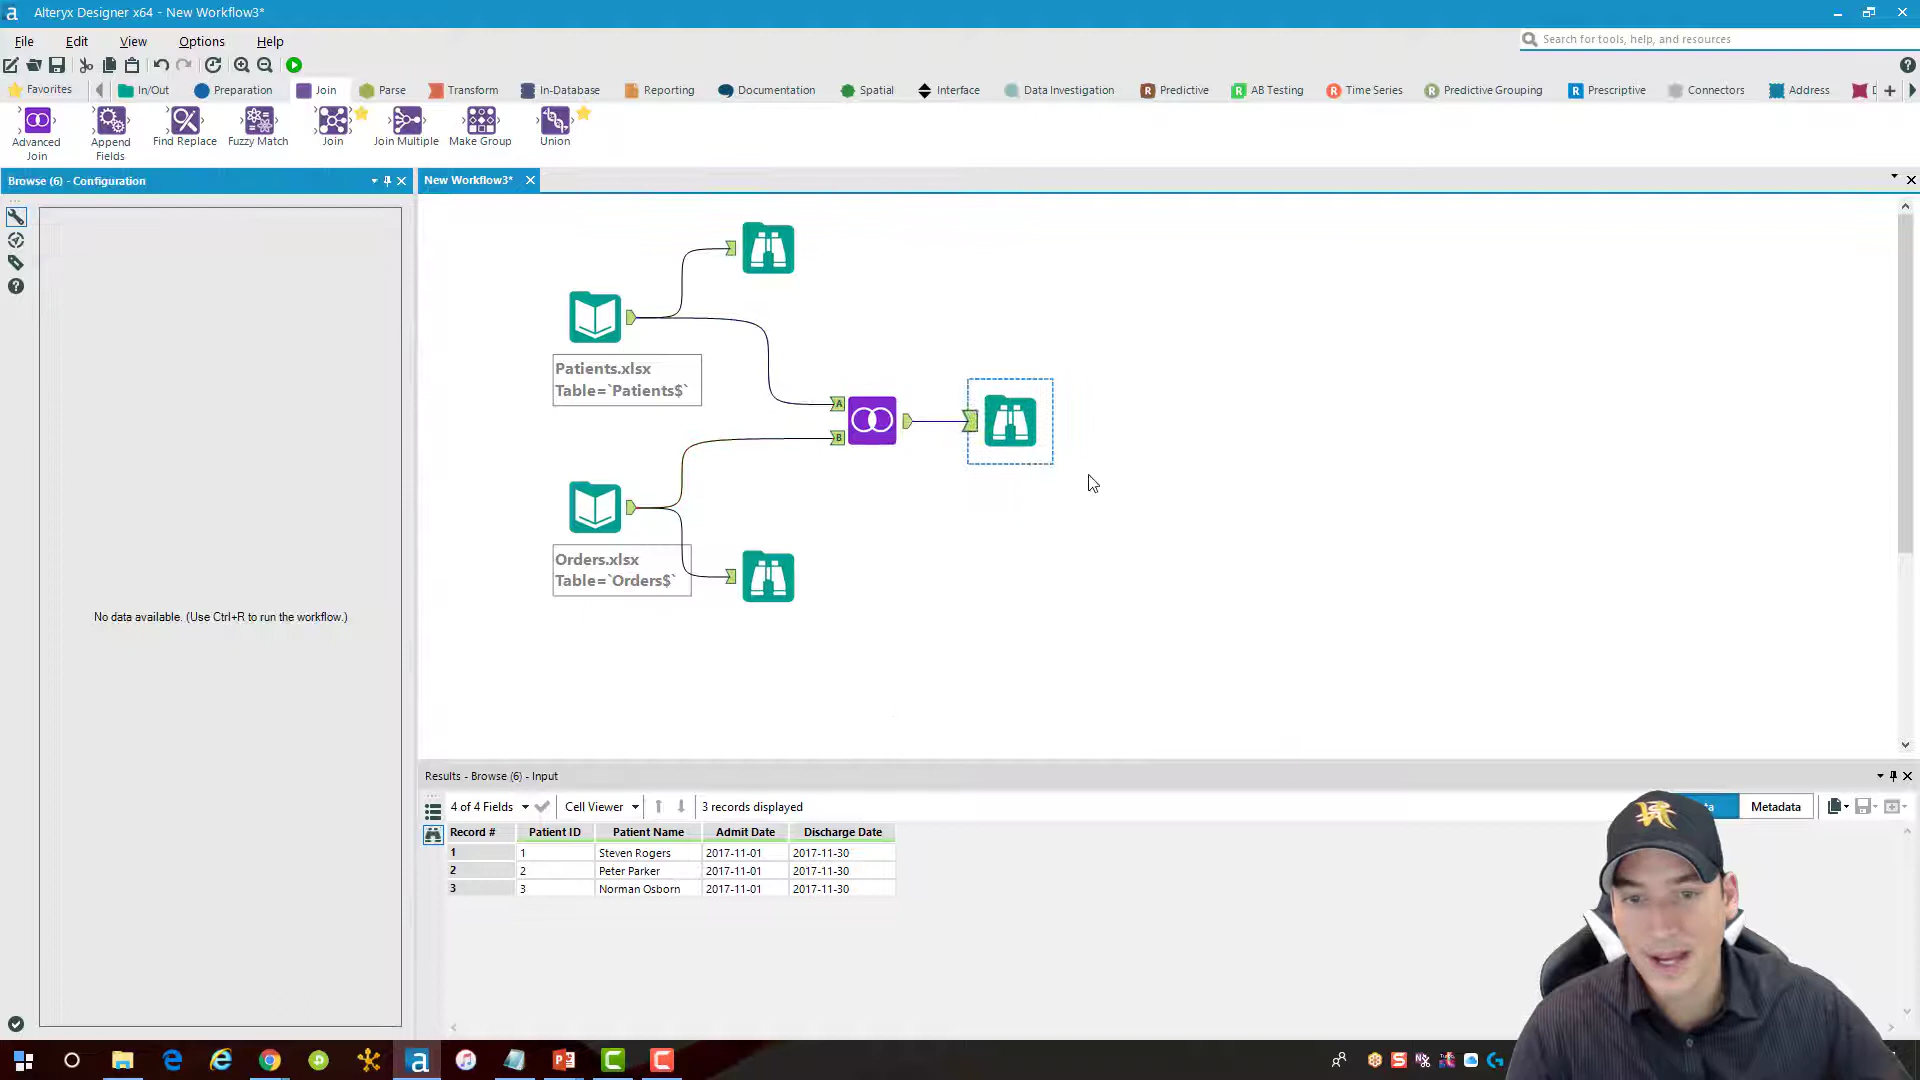 Alteryx Designer x64 - New Workflow3*
File Edit View Options Help
Search for tools, help, and resources
Favorites In/Out Preparation Join Parse Transform In-Database Reporting Documentation Spatial Interface Data Investigation Predictive AB Testing Time Series Predictive Grouping Prescriptive Connectors Address
Advanced Join
Append Fields
Find Replace
Fuzzy Match
Join
Join Multiple
Make Group
Union
Browse (6) - Configuration
New Workflow3*
Patients.xlsx
Table=`Patients$`
A
B
Orders.xlsx
Table=`Orders$`
No data available. (Use Ctrl+R to run the workflow.)
Results - Browse (6) - Input
4 of 4 Fields Cell Viewer 3 records displayed Metadata
Record # Patient ID Patient Name Admit Date Discharge Date
1 1 Steven Rogers 2017-11-01 2017-11-30
2 2 Peter Parker 2017-11-01 2017-11-30
3 3 Norman Osborn 2017-11-01 2017-11-30